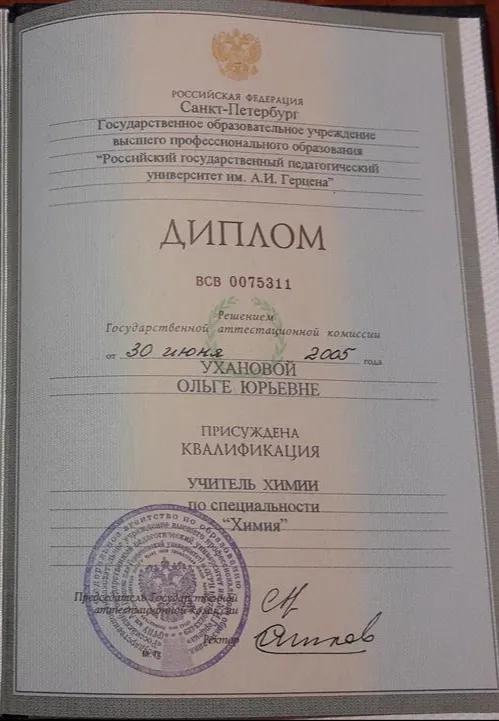 РОССИЙСКАЯ ФЕДЕРАЦИЯ
Санкт-Петербург
Государственное образовательное учреждение
высшего профессионального образования
"Российский государственный педагогический
университет им. А.И. Герцена"
ДИПЛОМ
ВСВ 0075311
Решением
Государственной аттестационной комиссии
от 30 июня 2005 года
УХАНОВОЙ
ОЛЬГЕ ЮРЬЕВНЕ
ПРИСУЖДЕНА
КВАЛИФИКАЦИЯ
УЧИТЕЛЬ ХИМИИ
по специальности
"Химия"
Председатель Государственной
аттестационной комиссии
Ректор